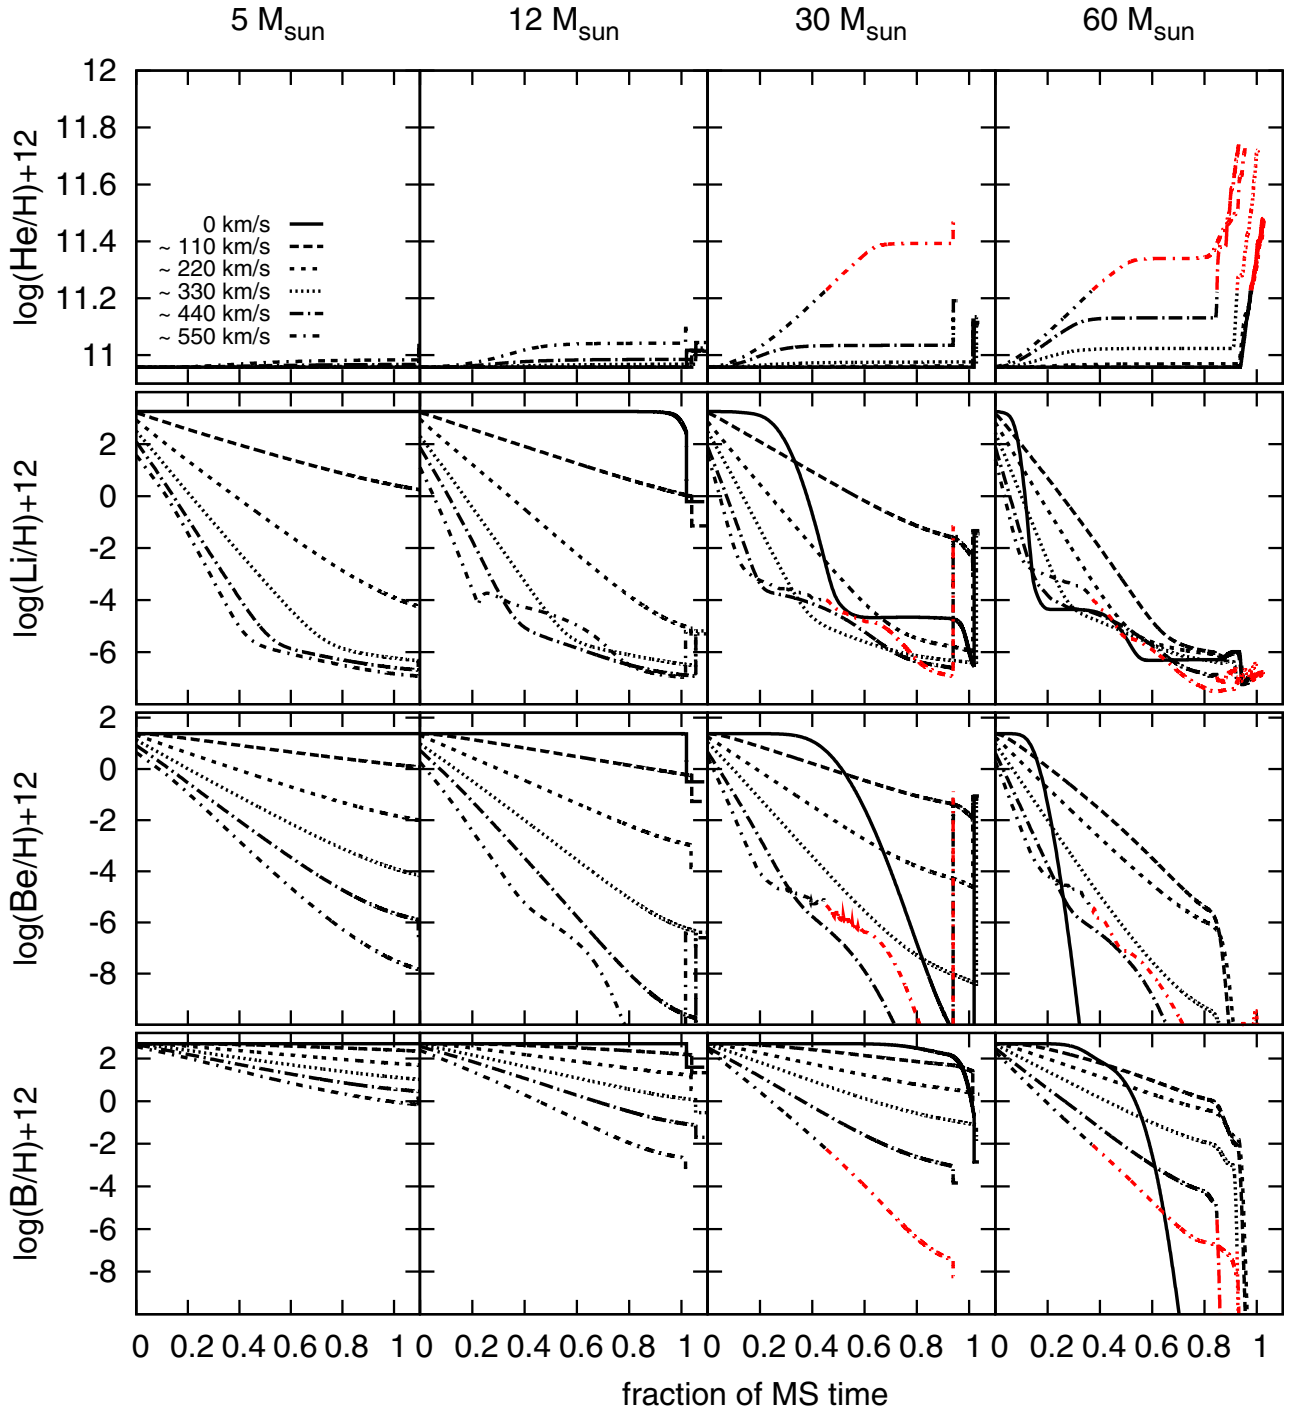 5 M_sun 12 M_sun 30 M_sun 60 M_sun
log(He/H)+12
12
11.8
11.6
11.4
11.2
11
0 km/s
~ 110 km/s
~ 220 km/s
~ 330 km/s
~ 440 km/s
~ 550 km/s
log(Li/H)+12
2
0
-2
-4
-6
log(Be/H)+12
2
0
-2
-4
-6
-8
log(B/H)+12
2
0
-2
-4
-6
-8
0 0.2 0.4 0.6 0.8 1 0 0.2 0.4 0.6 0.8 1 0 0.2 0.4 0.6 0.8 1 0 0.2 0.4 0.6 0.8 1
fraction of MS time